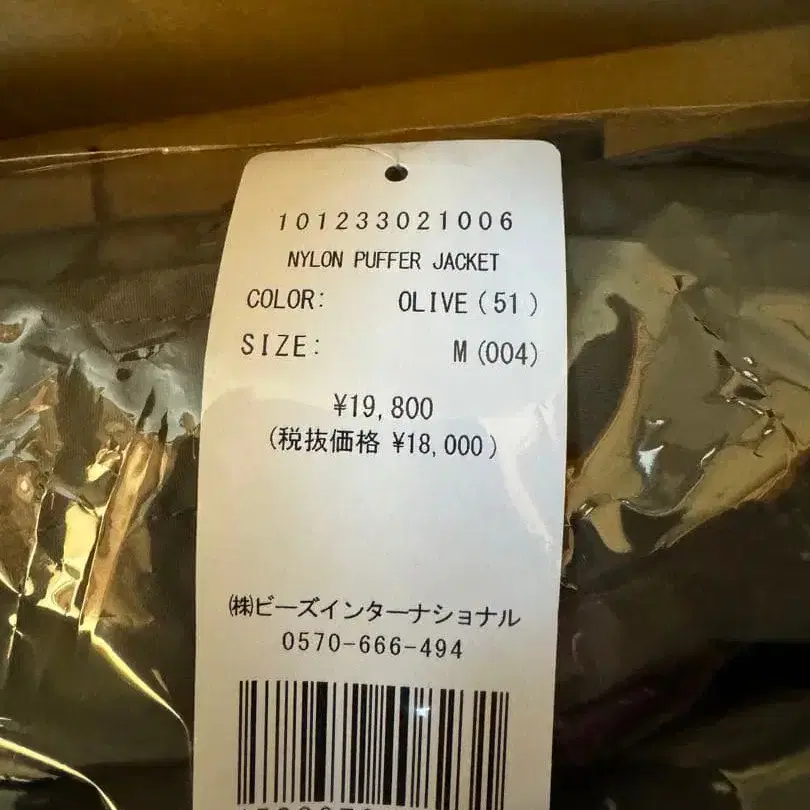 101233021006
NYLON PUFFER JACKET
COLOR: OLIVE(51)
SIZE: M(004)
¥19,800
(税抜価格 ¥18,000)
㈱ビーズインターナショナル
0570-666-494